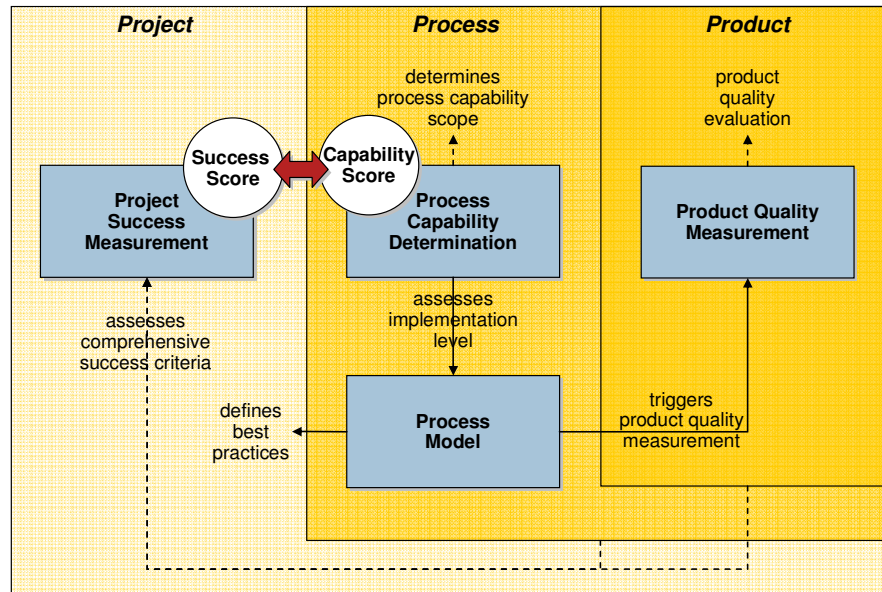 Project
Process
Product
determines
process capability
scope
product
quality
evaluation
Success
Score
Capability
Score
Project
Success
Measurement
Process
Capability
Determination
Product Quality
Measurement
assesses
comprehensive
success criteria
assesses
implementation
level
defines
best
practices
Process
Model
triggers
product quality
measurement